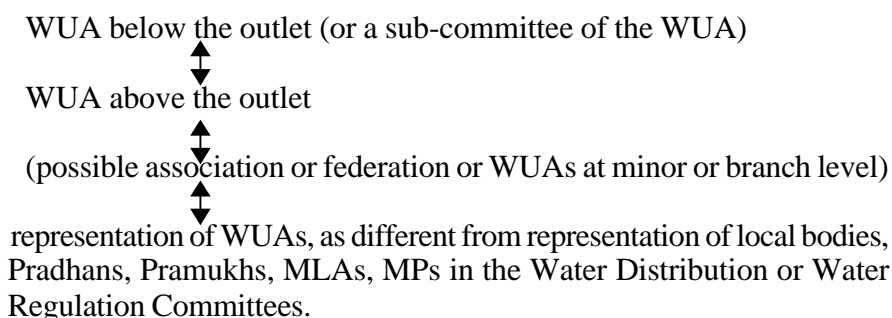 WUA below the outlet (or a sub-committee of the WUA)
WUA above the outlet
(possible association or federation or WUAs at minor or branch level)
representation of WUAs, as different from representation of local bodies,
Pradhans, Pramukhs, MLAs, MPs in the Water Distribution or Water
Regulation Committees.